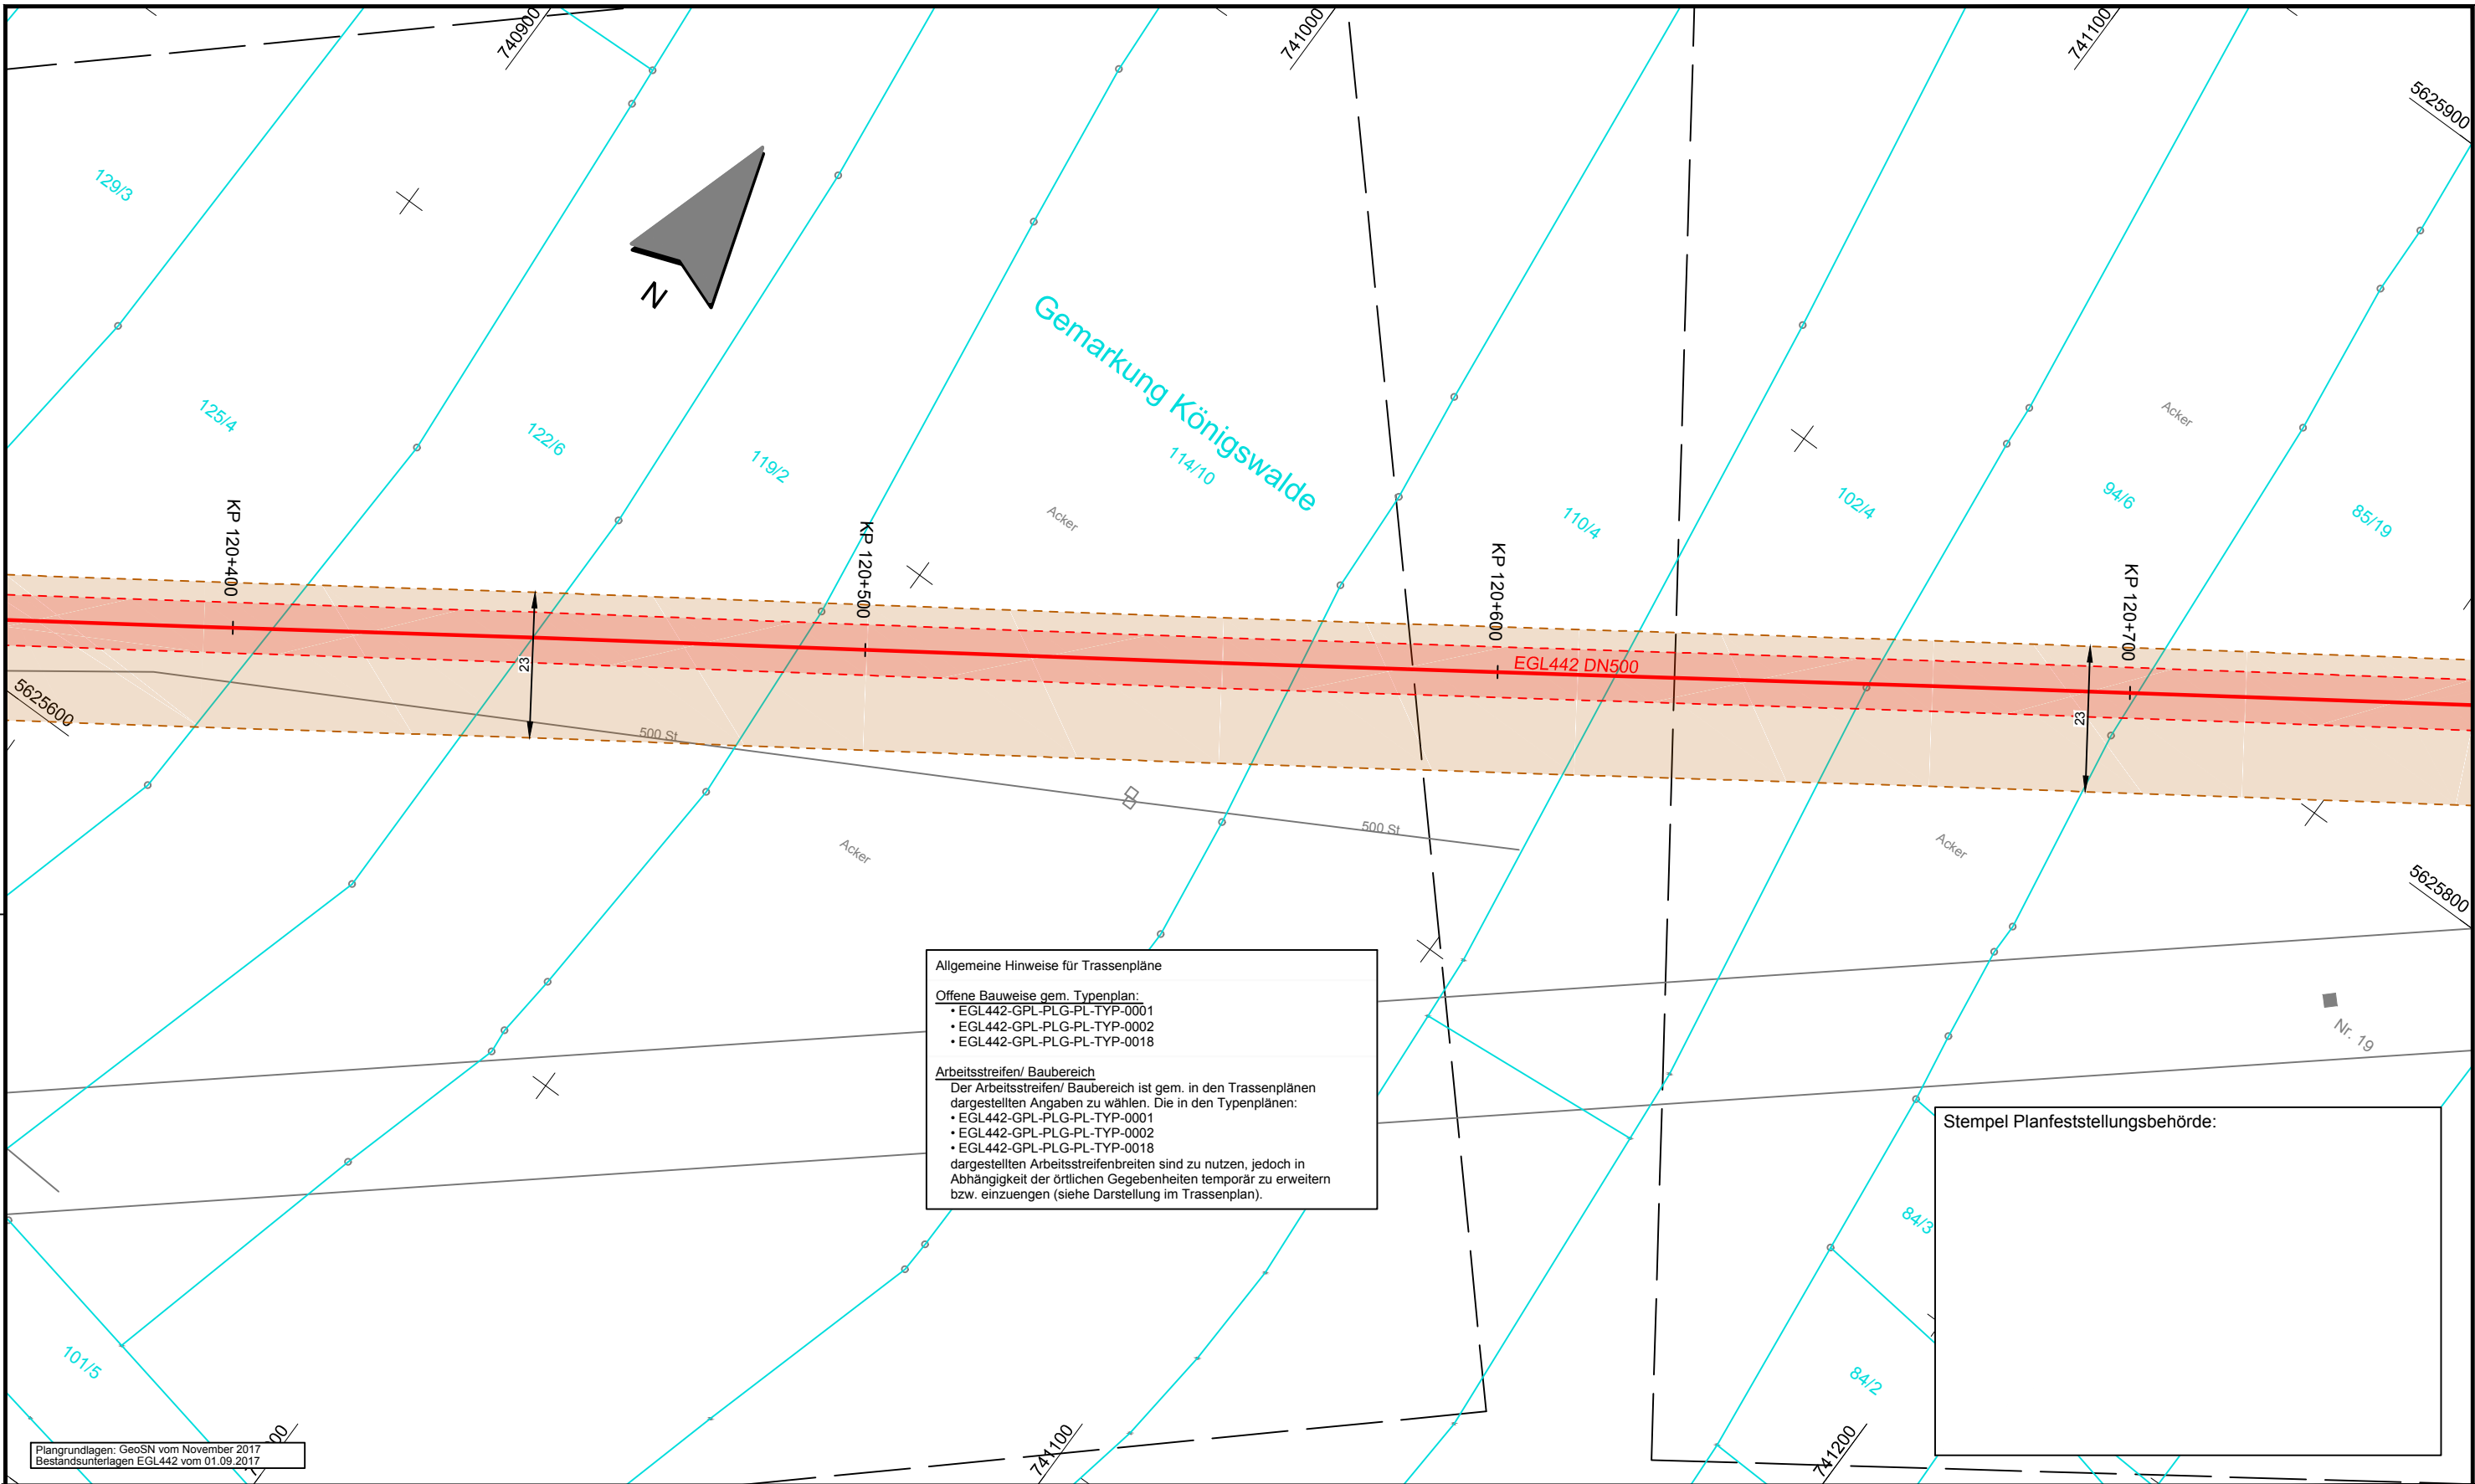 740900
741000
741100
5625900
129/3
N
Gemarkung Königswalde
125/4
122/6
119/2
114/10
Acker
110/4
102/4
Acker
94/6
85/19
KP 120+400
KP 120+500
KP 120+600
KP 120+700
23
EGL442 DN500
23
5625600
500 St
500 St
Acker
Acker
5625800
Allgemeine Hinweise für Trassenpläne
Offene Bauweise gem. Typenplan:
• EGL442-GPL-PLG-PL-TYP-0001
• EGL442-GPL-PLG-PL-TYP-0002
• EGL442-GPL-PLG-PL-TYP-0018
Arbeitsstreifen/ Baubereich
Der Arbeitsstreifen/ Baubereich ist gem. in den Trassenplänen
dargestellten Angaben zu wählen. Die in den Typenplänen:
• EGL442-GPL-PLG-PL-TYP-0001
• EGL442-GPL-PLG-PL-TYP-0002
• EGL442-GPL-PLG-PL-TYP-0018
dargestellten Arbeitsstreifenbreiten sind zu nutzen, jedoch in
Abhängigkeit der örtlichen Gegebenheiten temporär zu erweitern
bzw. einzuengen (siehe Darstellung im Trassenplan).
Nr. 19
Stempel Planfeststellungsbehörde:
84/3
84/2
101/5
741100
741200
Plangrundlagen: GeoSN vom November 2017
Bestandsunterlagen EGL442 vom 01.09.2017